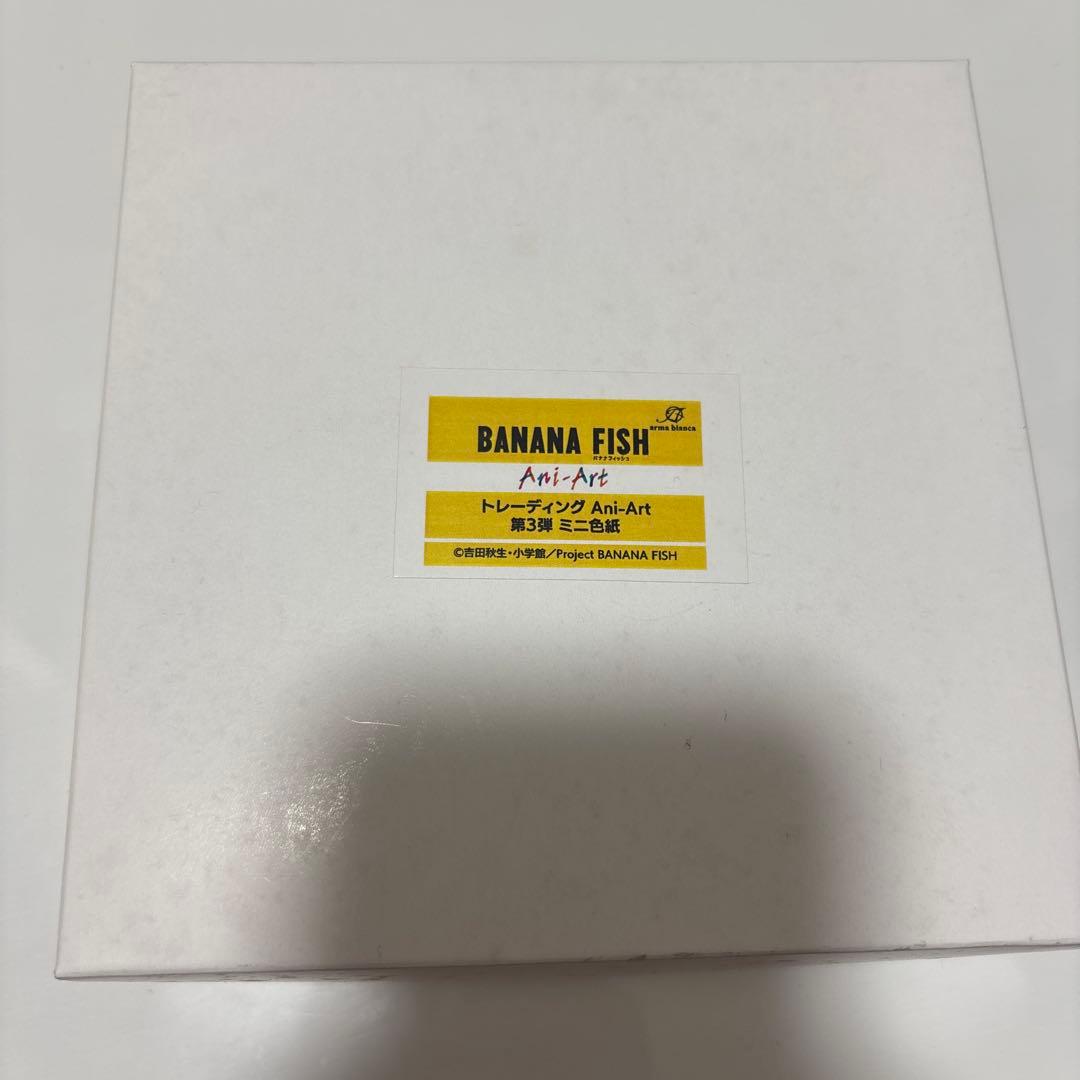 arma bianca
BANANA FISH
バナナフィッシュ
Ani-Art
トレーディング Ani-Art
第3弾 ミニ色紙
©吉田秋生・小学館／Project BANANA FISH